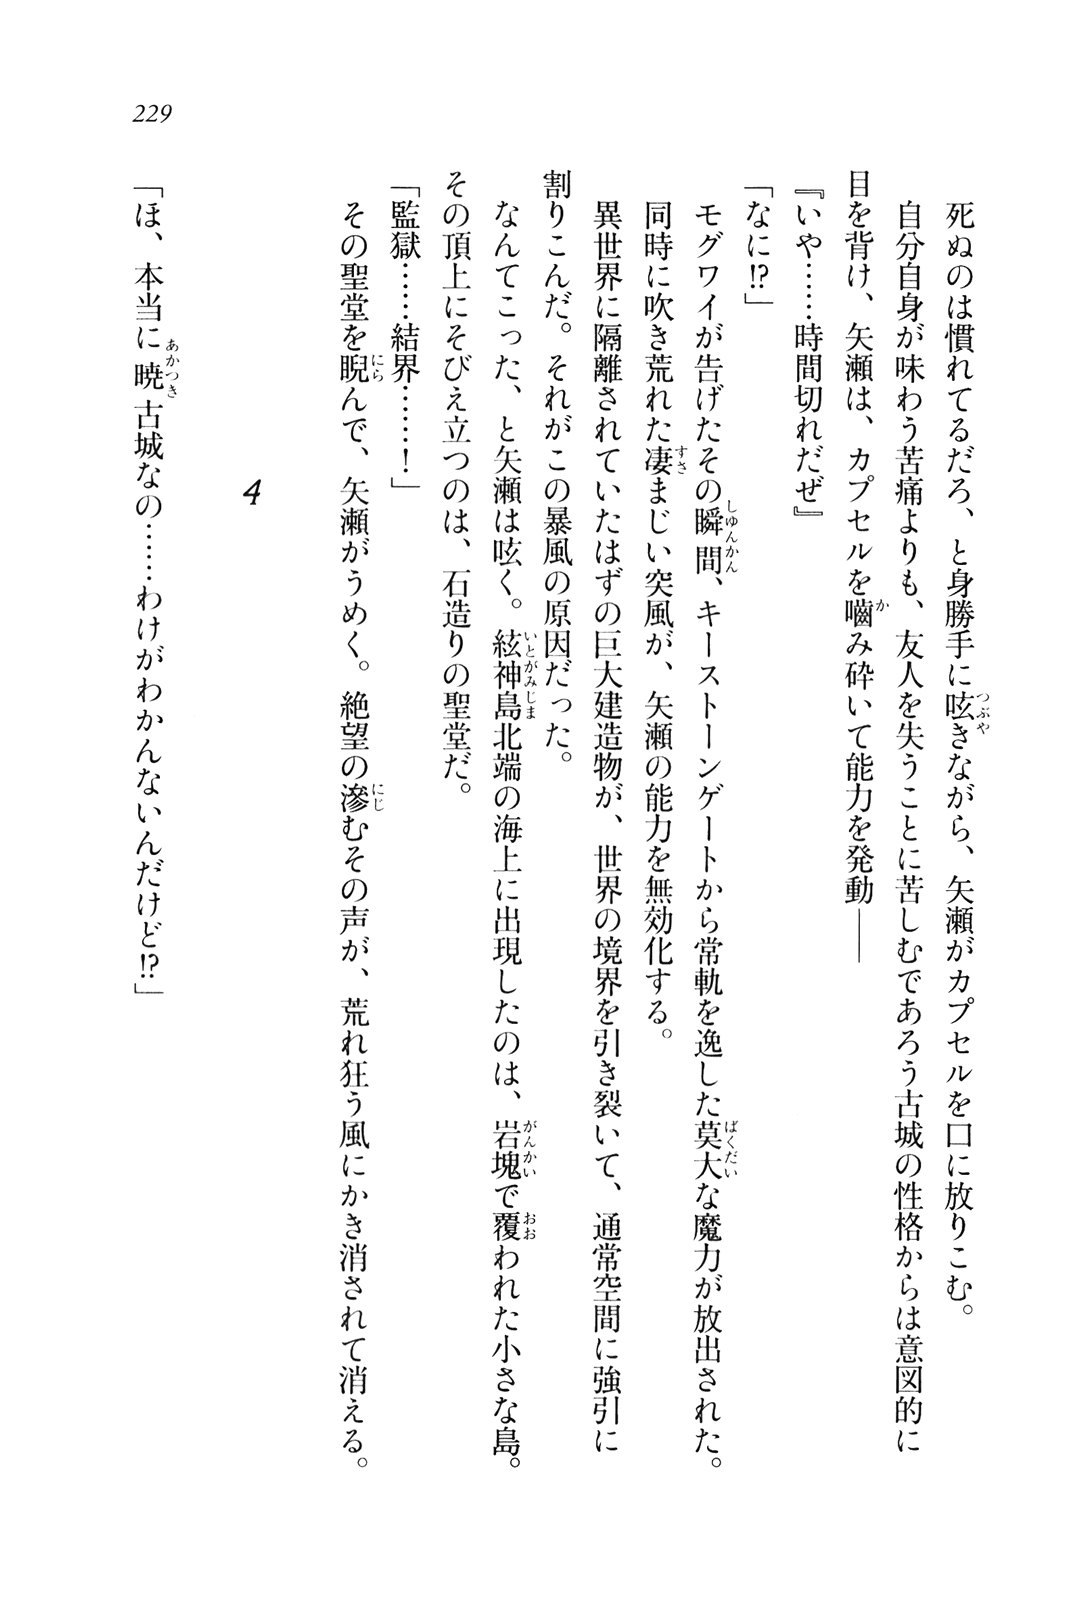 229
死ぬのは慣れてるだろ、と身勝手に呟きながら、矢瀬がカプセルを口に放りこむ。
自分自身が味わう苦痛よりも、友人を失うことに苦しむであろう古城の性格からは意図的に
目を背け、矢瀬は、カプセルを嚙み砕いて能力を発動――
『いや……時間切れだぜ』
「なに!?」
モグワイが告げたその瞬間、キーストーンゲートから常軌を逸した莫大な魔力が放出された。
同時に吹き荒れた凄まじい突風が、矢瀬の能力を無効化する。
異世界に隔離されていたはずの巨大建造物が、世界の境界を引き裂いて、通常空間に強引に
割りこんだ。それがこの暴風の原因だった。
なんてこった、と矢瀬は呟く。絃神島北端の海上に出現したのは、岩塊で覆われた小さな島。
その頂上にそびえ立つのは、石造りの聖堂だ。
「監獄……結界……！」
その聖堂を睨んで、矢瀬がうめく。絶望の滲むその声が、荒れ狂う風にかき消されて消える。
4
「ほ、本当に暁古城なの……わけがわかんないんだけど!?」